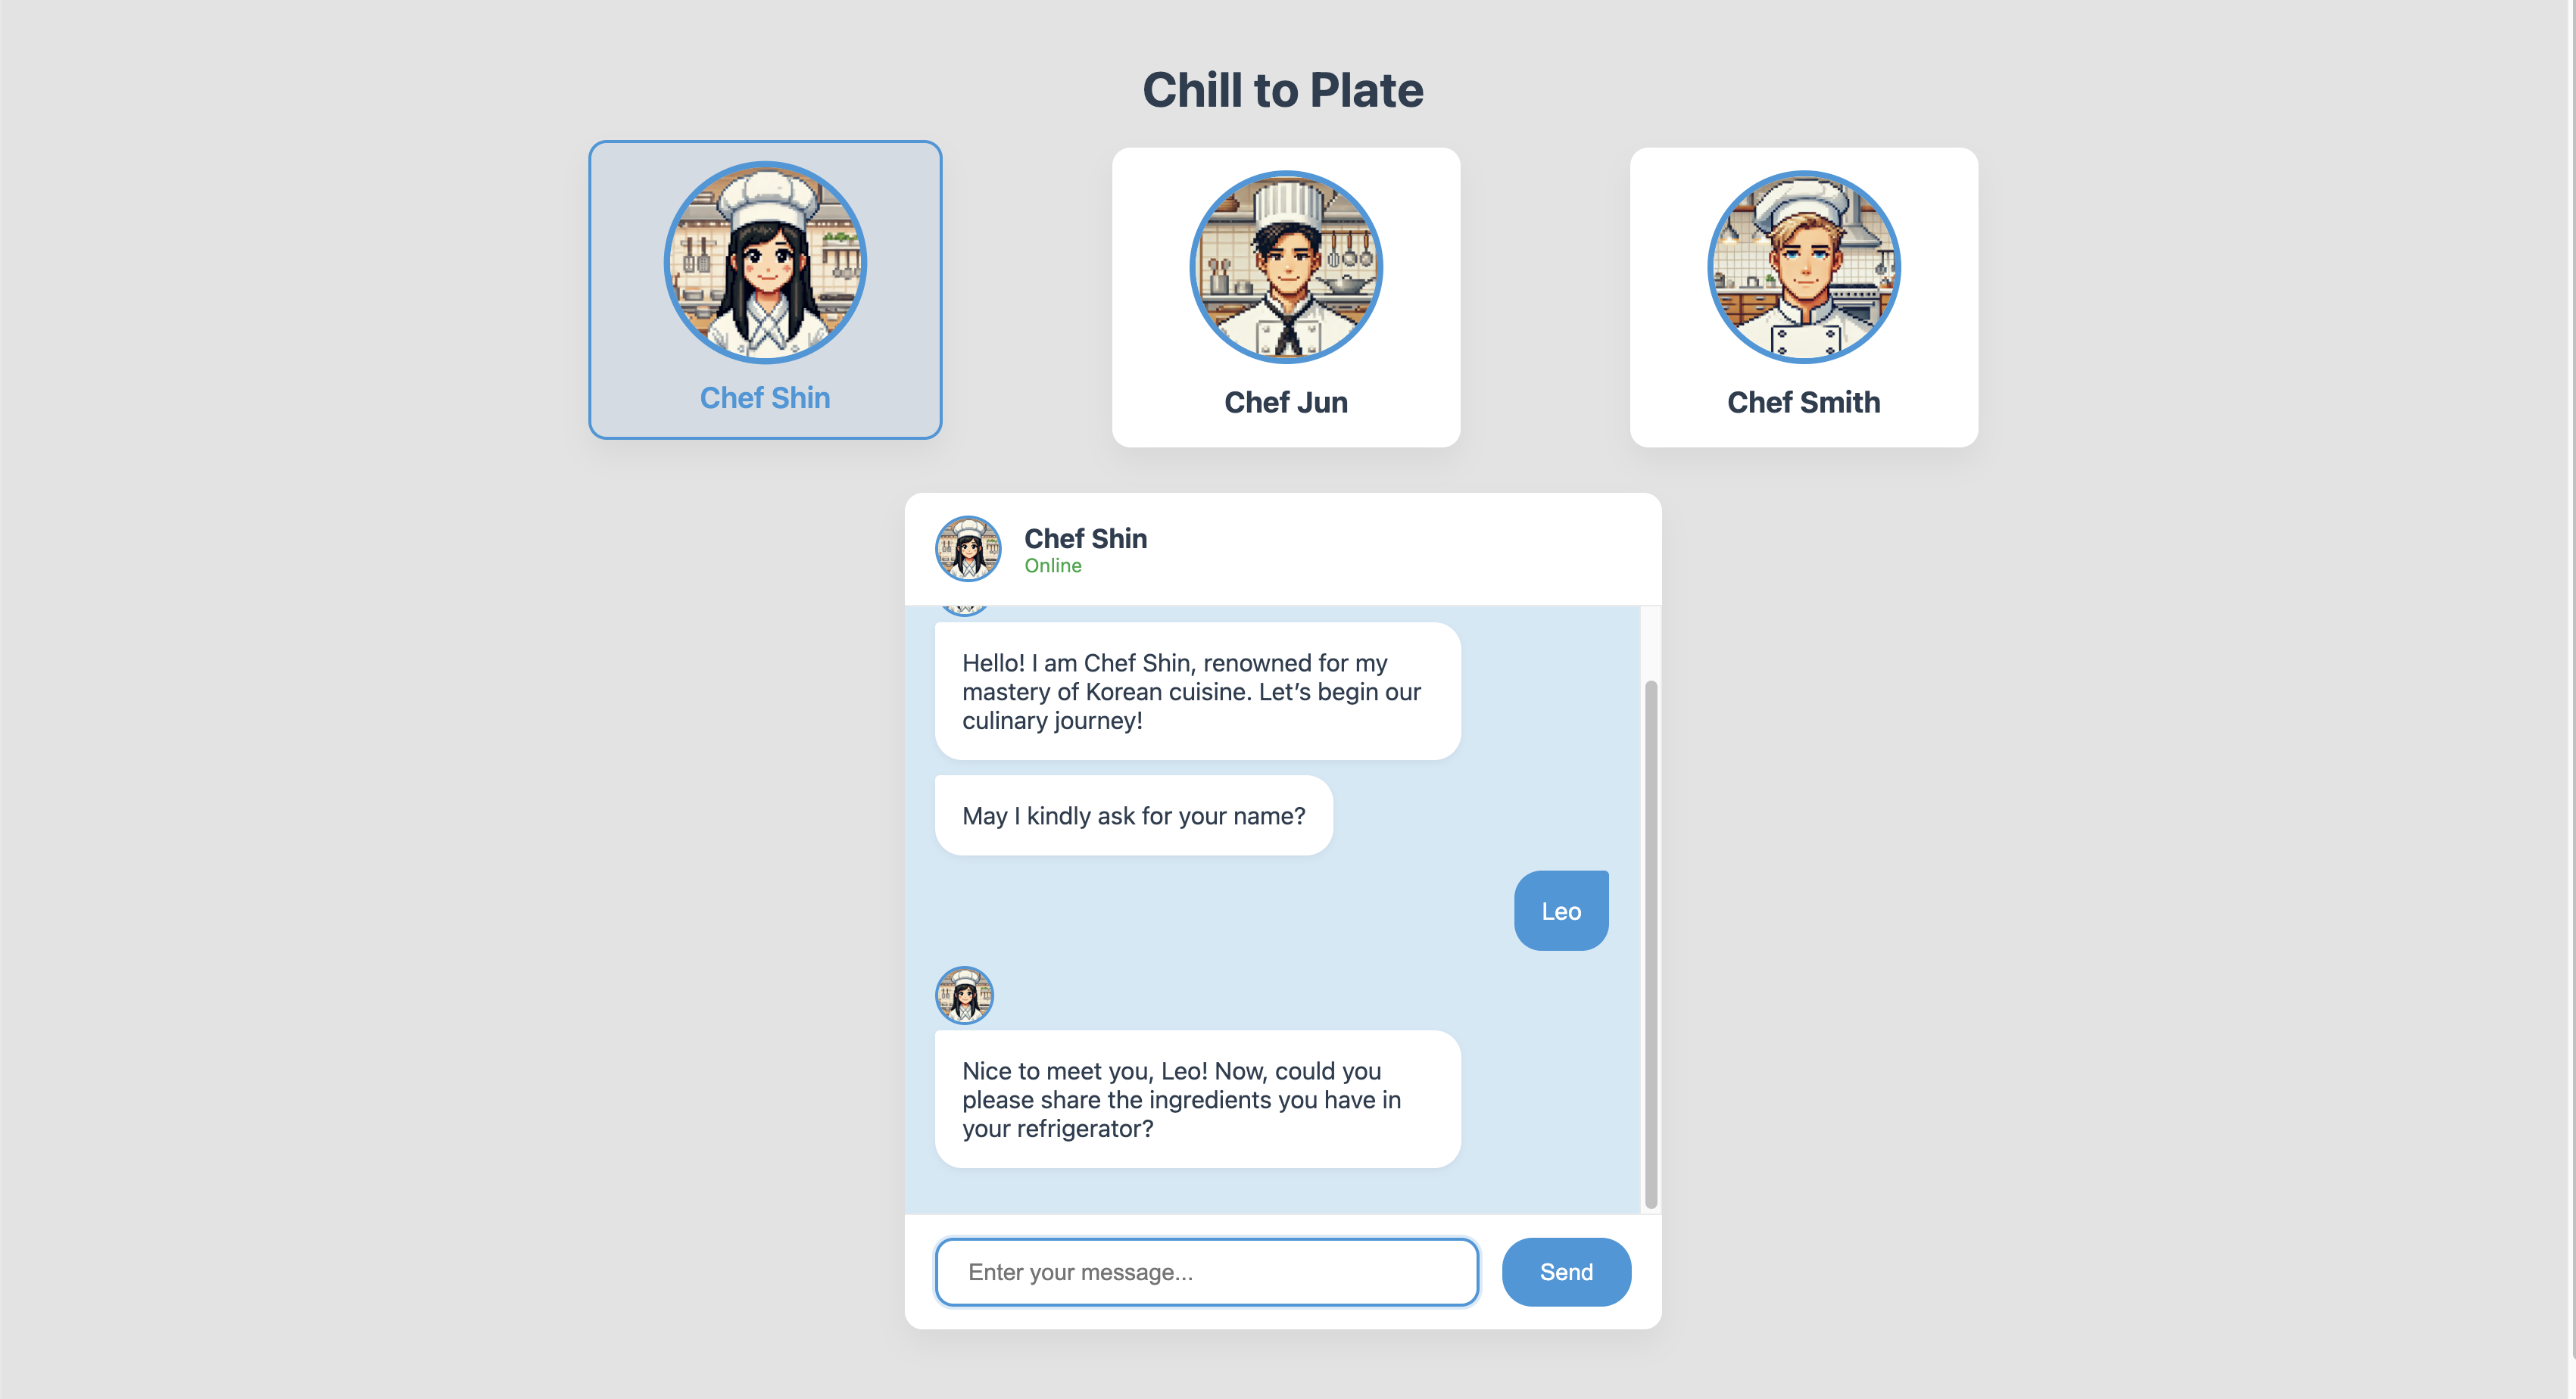 Chill to Plate
Chef Shin
Chef Jun
Chef Smith
Chef Shin
Online
Hello! I am Chef Shin, renowned for my
mastery of Korean cuisine. Let’s begin our
culinary journey!
May I kindly ask for your name?
Leo
Nice to meet you, Leo! Now, could you
please share the ingredients you have in
your refrigerator?
Enter your message...
Send